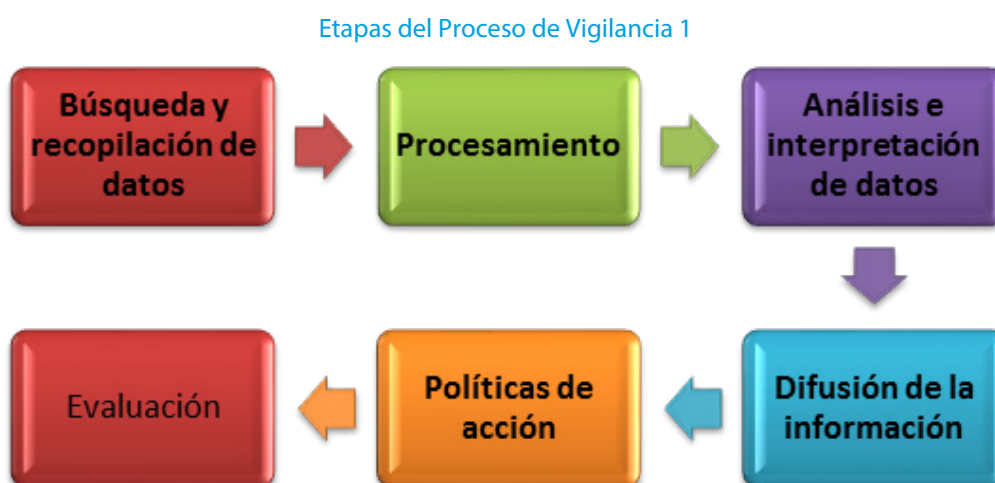 Etapas del Proceso de Vigilancia 1
Búsqueda y
recopilación de
datos
Procesamiento
Análisis e
interpretación
de datos
Difusión de la
información
Políticas de
acción
Evaluación